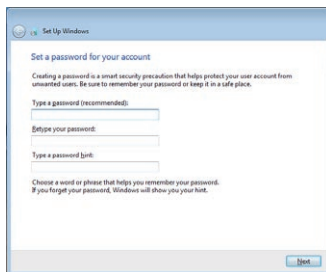 Set Up Windows
Set a password for your account
Creating a password is a smart security precaution that helps protect your user account from
unwanted users. Be sure to remember your password or keep it in a safe place.
Type a password (recommended):
Retype your password:
Type a password hint:
Choose a word or phrase that helps you remember your password.
If you forget your password, Windows will show you your hint.
Next